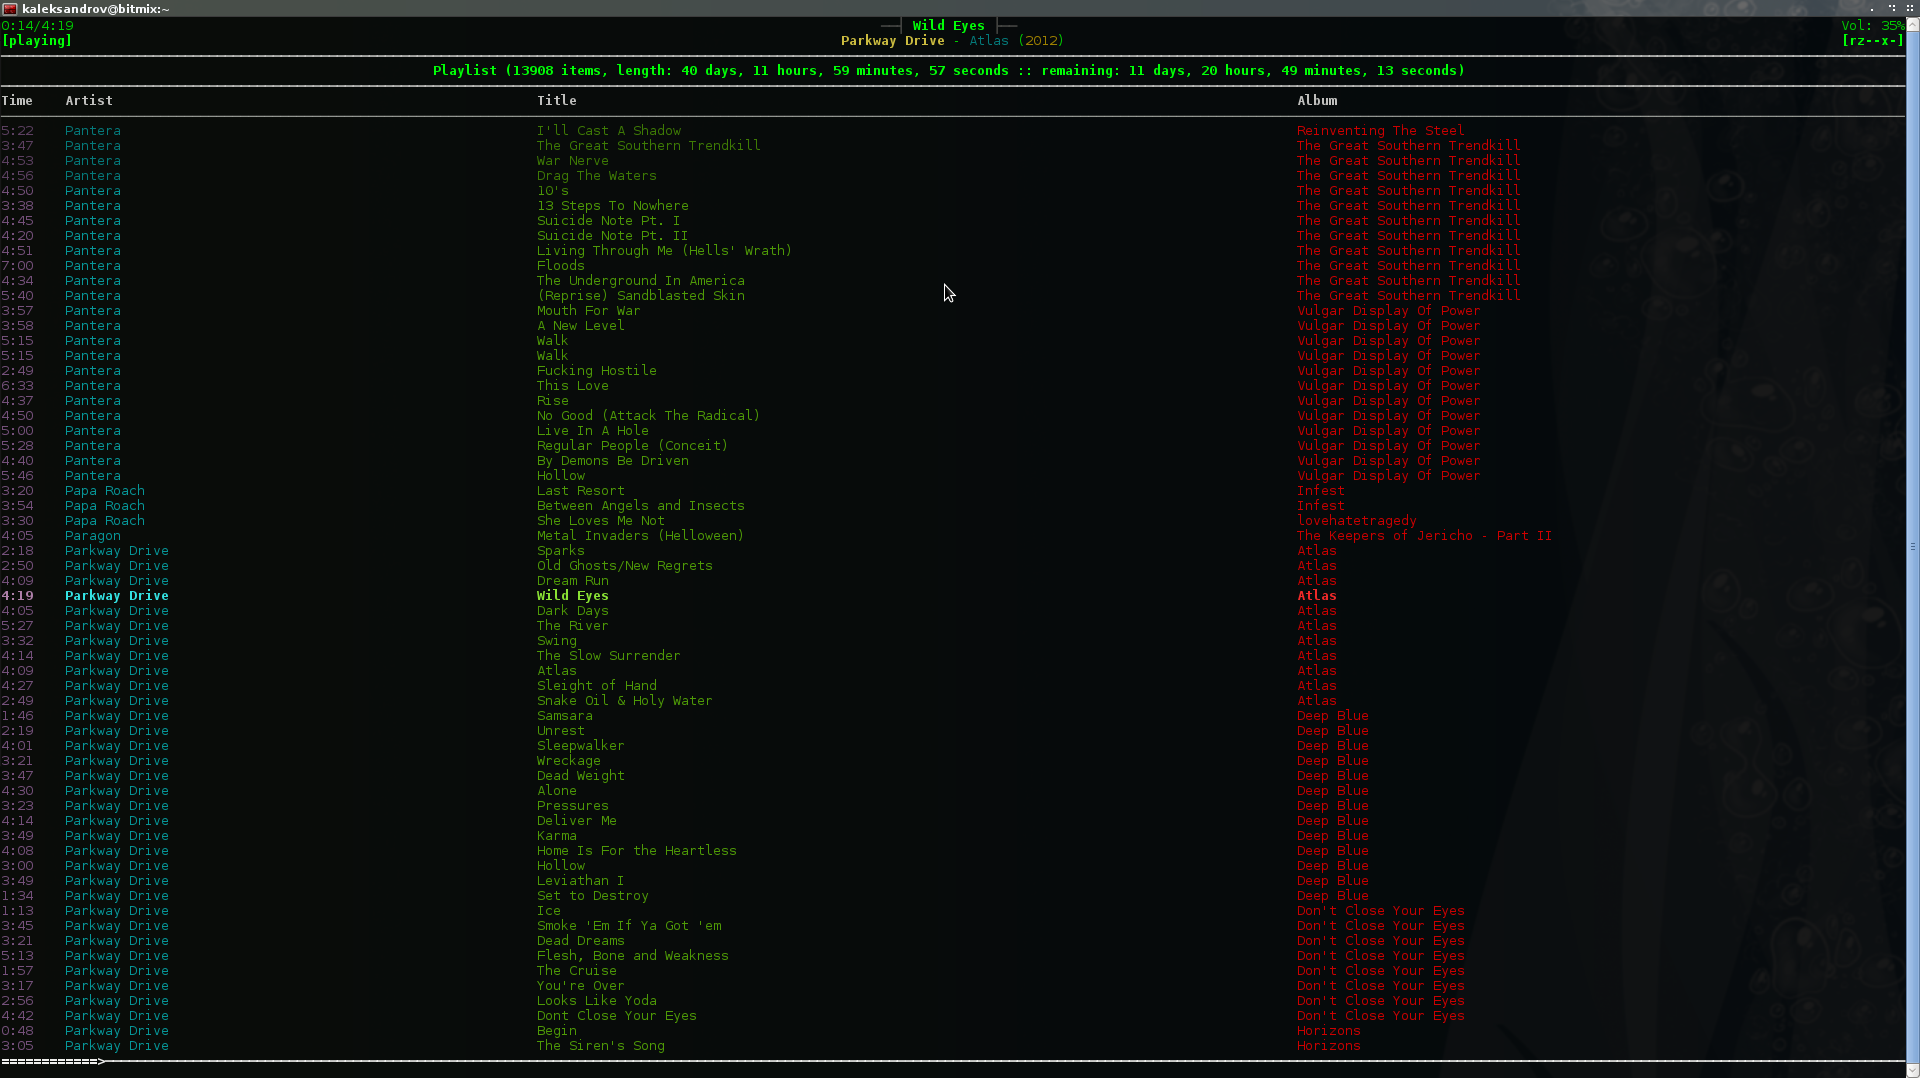 kaleksandrov@bitmix:~
0:14/4:19 Wild Eyes Vol: 35%
[playing] Parkway Drive - Atlas (2012) [rz--x-]
Playlist (13908 items, length: 40 days, 11 hours, 59 minutes, 57 seconds :: remaining: 11 days, 20 hours, 49 minutes, 13 seconds)
Time Artist Title Album
5:22 Pantera I'll Cast A Shadow Reinventing The Steel
3:47 Pantera The Great Southern Trendkill The Great Southern Trendkill
4:53 Pantera War Nerve The Great Southern Trendkill
4:56 Pantera Drag The Waters The Great Southern Trendkill
4:50 Pantera 10's The Great Southern Trendkill
3:38 Pantera 13 Steps To Nowhere The Great Southern Trendkill
4:45 Pantera Suicide Note Pt. I The Great Southern Trendkill
4:20 Pantera Suicide Note Pt. II The Great Southern Trendkill
4:51 Pantera Living Through Me (Hells' Wrath) The Great Southern Trendkill
7:00 Pantera Floods The Great Southern Trendkill
4:34 Pantera The Underground In America The Great Southern Trendkill
5:40 Pantera (Reprise) Sandblasted Skin The Great Southern Trendkill
3:57 Pantera Mouth For War Vulgar Display Of Power
3:58 Pantera A New Level Vulgar Display Of Power
5:15 Pantera Walk Vulgar Display Of Power
5:15 Pantera Walk Vulgar Display Of Power
2:49 Pantera Fucking Hostile Vulgar Display Of Power
6:33 Pantera This Love Vulgar Display Of Power
4:37 Pantera Rise Vulgar Display Of Power
4:50 Pantera No Good (Attack The Radical) Vulgar Display Of Power
5:00 Pantera Live In A Hole Vulgar Display Of Power
5:28 Pantera Regular People (Conceit) Vulgar Display Of Power
4:40 Pantera By Demons Be Driven Vulgar Display Of Power
5:46 Pantera Hollow Vulgar Display Of Power
3:20 Papa Roach Last Resort Infest
3:54 Papa Roach Between Angels and Insects Infest
3:30 Papa Roach She Loves Me Not lovehatetragedy
4:05 Paragon Metal Invaders (Helloween) The Keepers of Jericho - Part II
2:18 Parkway Drive Sparks Atlas
2:50 Parkway Drive Old Ghosts/New Regrets Atlas
4:09 Parkway Drive Dream Run Atlas
4:19 Parkway Drive Wild Eyes Atlas
4:05 Parkway Drive Dark Days Atlas
5:27 Parkway Drive The River Atlas
3:32 Parkway Drive Swing Atlas
4:14 Parkway Drive The Slow Surrender Atlas
4:09 Parkway Drive Atlas Atlas
4:27 Parkway Drive Sleight of Hand Atlas
2:49 Parkway Drive Snake Oil & Holy Water Atlas
1:46 Parkway Drive Samsara Deep Blue
2:19 Parkway Drive Unrest Deep Blue
4:01 Parkway Drive Sleepwalker Deep Blue
3:21 Parkway Drive Wreckage Deep Blue
3:47 Parkway Drive Dead Weight Deep Blue
4:30 Parkway Drive Alone Deep Blue
3:23 Parkway Drive Pressures Deep Blue
4:14 Parkway Drive Deliver Me Deep Blue
3:49 Parkway Drive Karma Deep Blue
4:08 Parkway Drive Home Is For the Heartless Deep Blue
3:00 Parkway Drive Hollow Deep Blue
3:49 Parkway Drive Leviathan I Deep Blue
1:34 Parkway Drive Set to Destroy Deep Blue
1:13 Parkway Drive Ice Don't Close Your Eyes
3:45 Parkway Drive Smoke 'Em If Ya Got 'em Don't Close Your Eyes
3:21 Parkway Drive Dead Dreams Don't Close Your Eyes
5:13 Parkway Drive Flesh, Bone and Weakness Don't Close Your Eyes
1:57 Parkway Drive The Cruise Don't Close Your Eyes
3:17 Parkway Drive You're Over Don't Close Your Eyes
2:56 Parkway Drive Looks Like Yoda Don't Close Your Eyes
4:42 Parkway Drive Dont Close Your Eyes Don't Close Your Eyes
0:48 Parkway Drive Begin Horizons
3:05 Parkway Drive The Siren's Song Horizons
============>